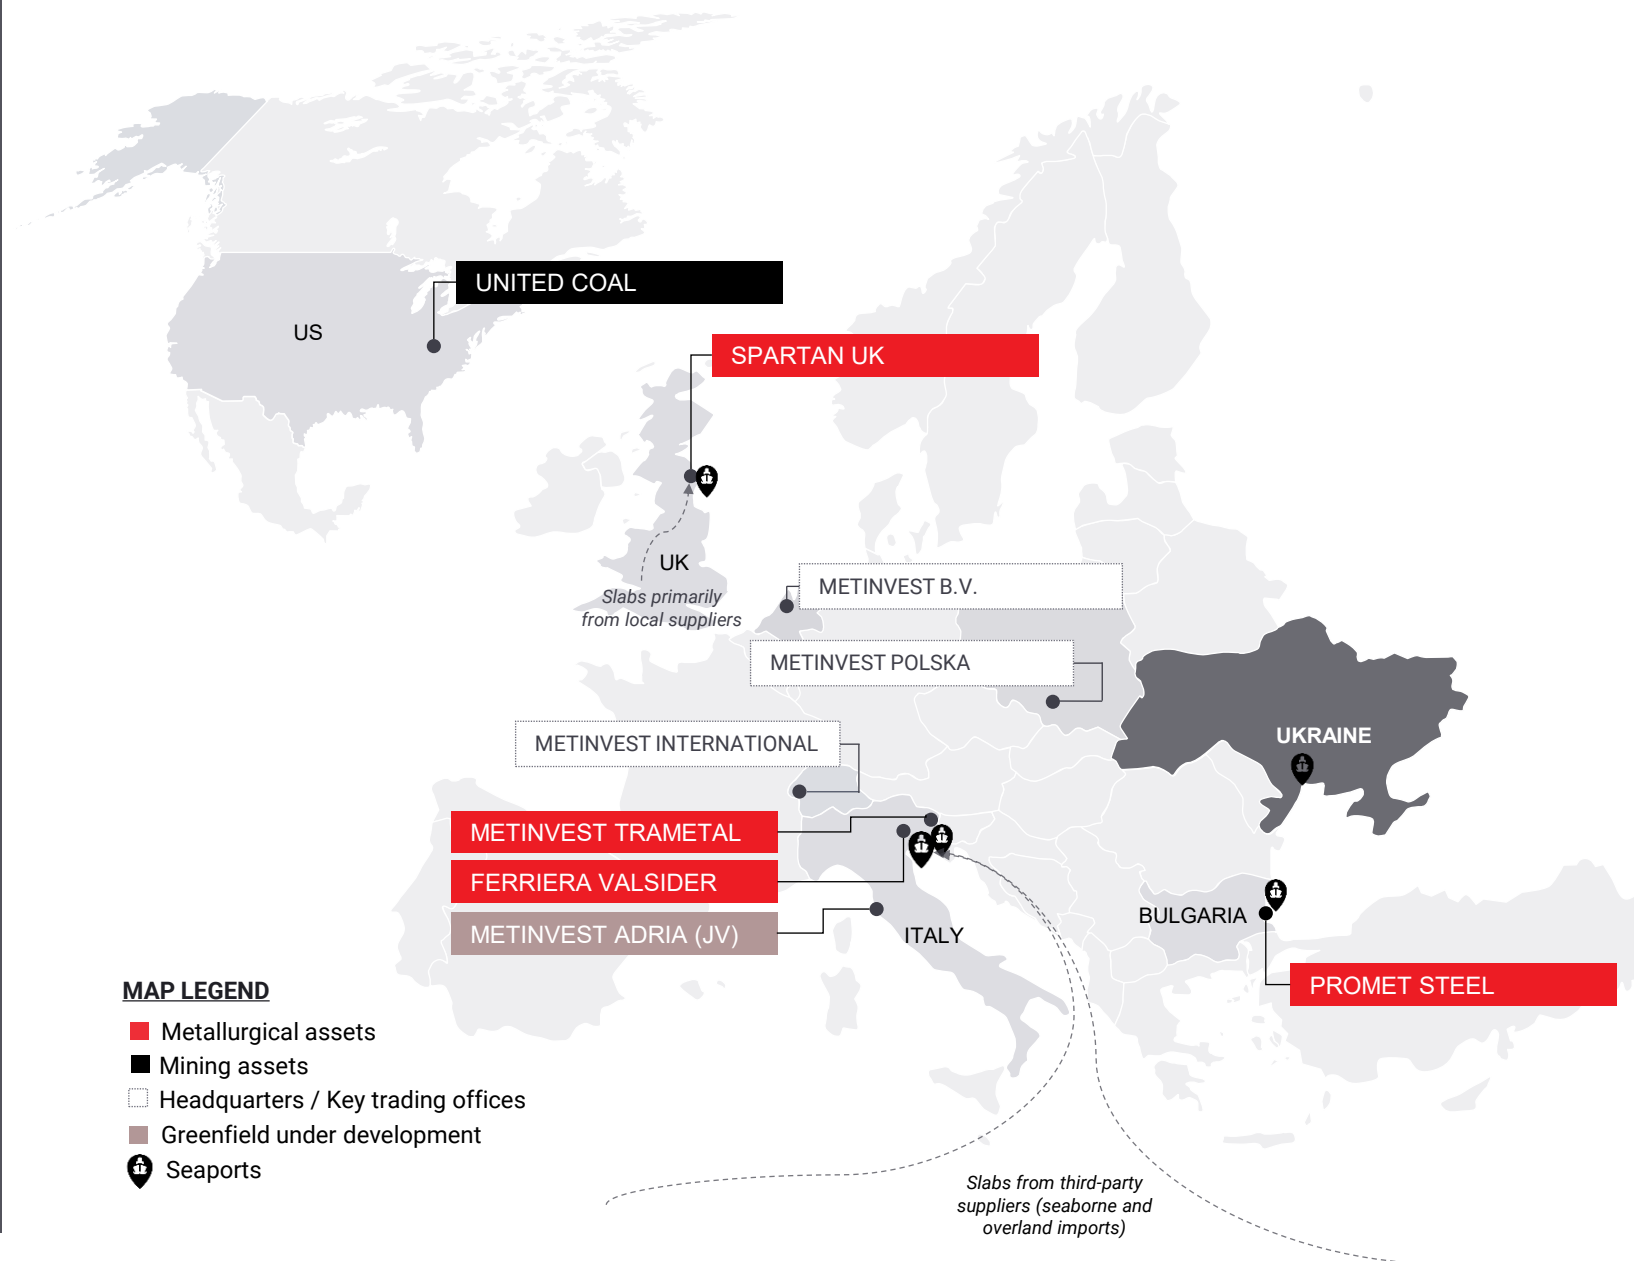 UNITED COAL
US
SPARTAN UK
UK
Slabs primarily
from local suppliers
METINVEST B.V.
METINVEST POLSKA
UKRAINE
METINVEST INTERNATIONAL
METINVEST TRAMETAL
FERRIERA VALSIDER
METINVEST ADRIA (JV)
ITALY
BULGARIA
PROMET STEEL
MAP LEGEND
Metallurgical assets
Mining assets
Headquarters / Key trading offices
Greenfield under development
Seaports
Slabs from third-party
suppliers (seaborne and
overland imports)